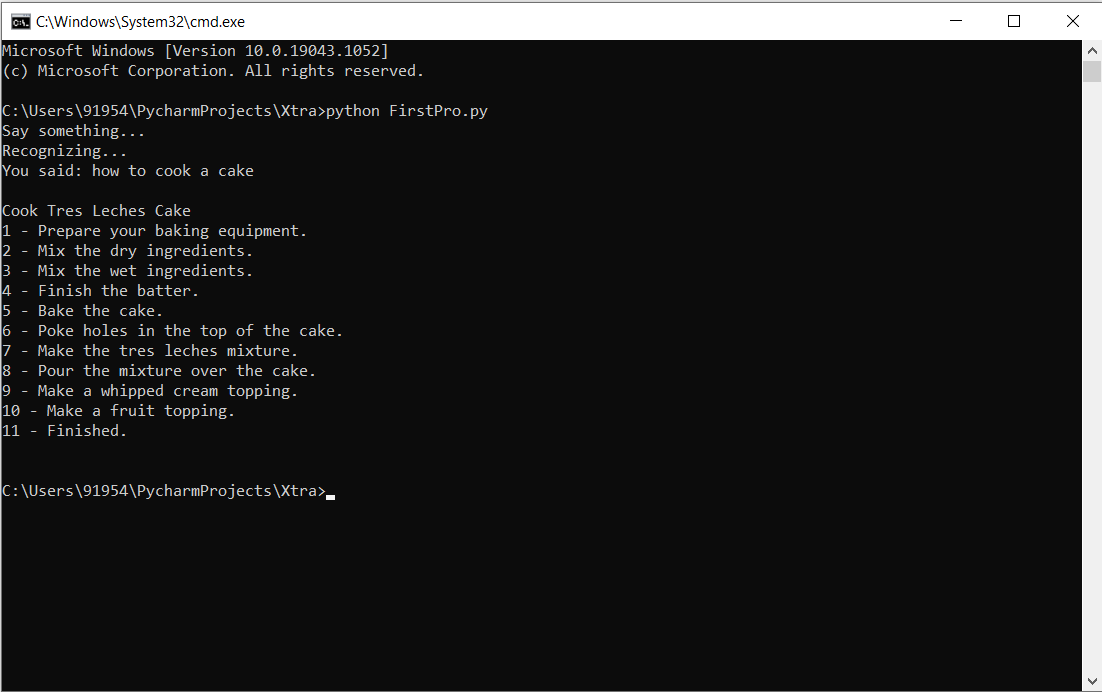 C:\Windows\System32\cmd.exe
Microsoft Windows [Version 10.0.19043.1052]
(c) Microsoft Corporation. All rights reserved.
C:\Users\91954\PycharmProjects\Xtra>python FirstPro.py
Say something...
Recognizing...
You said: how to cook a cake
Cook Tres Leches Cake
1 - Prepare your baking equipment.
2 - Mix the dry ingredients.
3 - Mix the wet ingredients.
4 - Finish the batter.
5 - Bake the cake.
6 - Poke holes in the top of the cake.
7 - Make the tres leches mixture.
8 - Pour the mixture over the cake.
9 - Make a whipped cream topping.
10 - Make a fruit topping.
11 - Finished.
C:\Users\91954\PycharmProjects\Xtra>